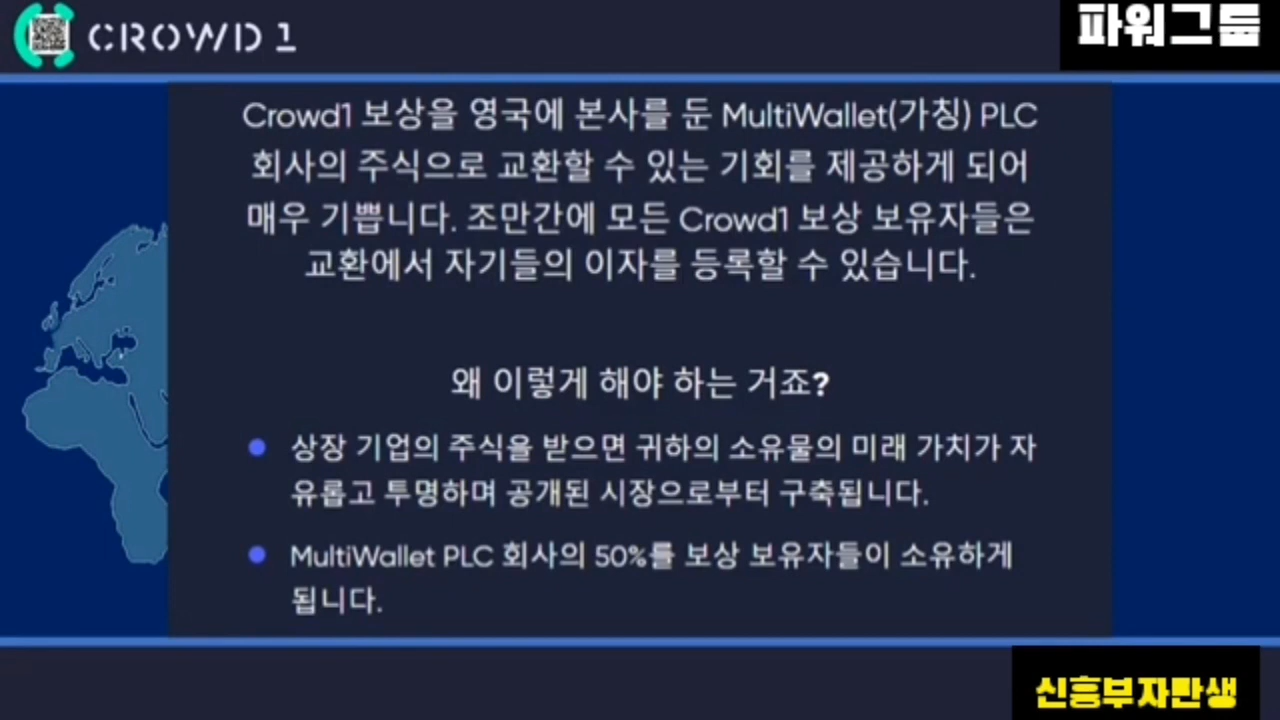 CROWD 1
파워그룹
Crowd1 보상을 영국에 본사를 둔 MultiWallet(가칭) PLC
회사의 주식으로 교환할 수 있는 기회를 제공하게 되어
매우 기쁩니다. 조만간에 모든 Crowd1 보상 보유자들은
교환에서 자기들의 이자를 등록할 수 있습니다.
왜 이렇게 해야 하는 거죠?
상장 기업의 주식을 받으면 귀하의 소유물의 미래 가치가 자
유롭고 투명하며 공개된 시장으로부터 구축됩니다.
MultiWallet PLC 회사의 50%를 보상 보유자들이 소유하게
됩니다.
신흥부자탄생